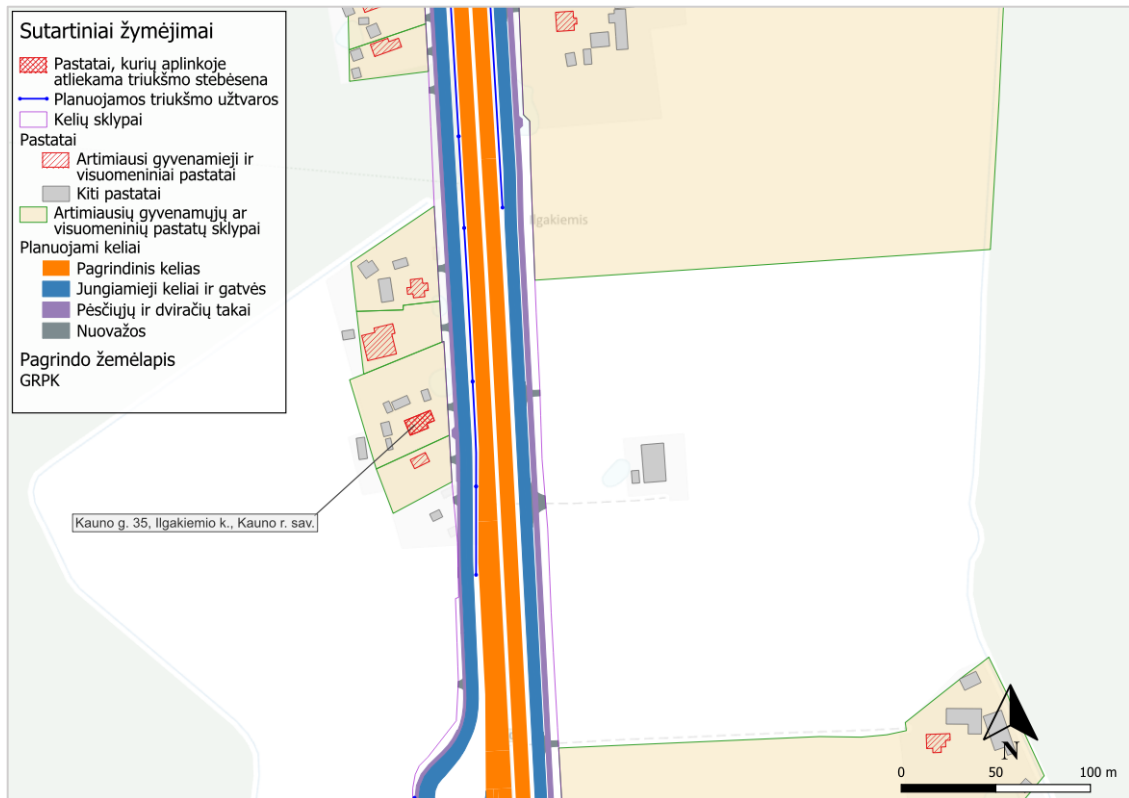 Sutartiniai žymėjimai
Pastatai, kurių aplinkoje
atliekama triukšmo stebėsena
Planuojamos triukšmo užtvaros
Kelių sklypai
Pastatai
Artimiausi gyvenamieji ir
visuomeniniai pastatai
Kiti pastatai
Artimiausių gyvenamųjų ar
visuomeninių pastatų sklypai
Planuojami keliai
Pagrindinis kelias
Jungiamieji keliai ir gatvės
Pėsčiųjų ir dviračių takai
Nuovažos
Pagrindo žemėlapis
GRPK
Ilgakiemis
Kauno g. 35, Ilgakiemio k., Kauno r. sav.
N
0 50 100 m